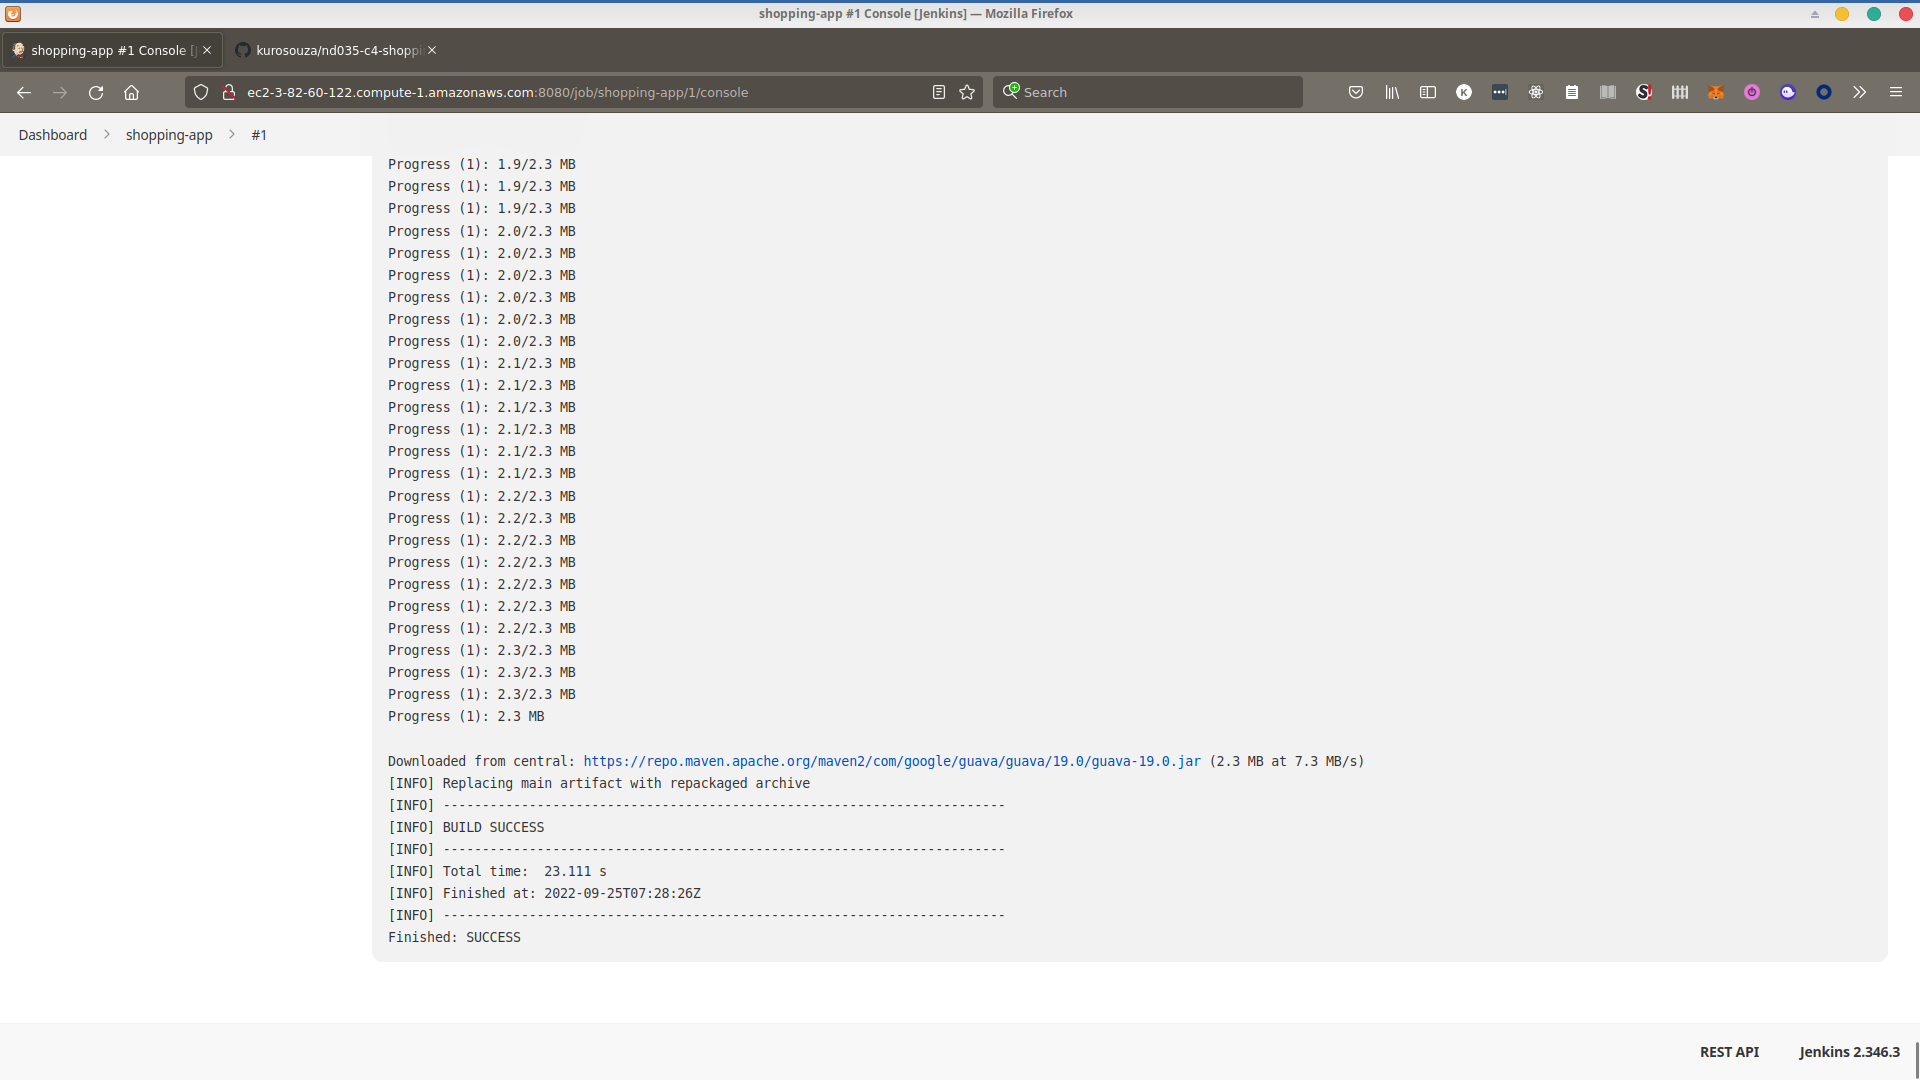 shopping-app #1 Console [Jenkins] — Mozilla Firefox
shopping-app #1 Console [J
kurosouza/nd035-c4-shoppi
ec2-3-82-60-122.compute-1.amazonaws.com:8080/job/shopping-app/1/console
Search
Dashboard
shopping-app
#1
Progress (1): 1.9/2.3 MB
Progress (1): 1.9/2.3 MB
Progress (1): 1.9/2.3 MB
Progress (1): 2.0/2.3 MB
Progress (1): 2.0/2.3 MB
Progress (1): 2.0/2.3 MB
Progress (1): 2.0/2.3 MB
Progress (1): 2.0/2.3 MB
Progress (1): 2.0/2.3 MB
Progress (1): 2.1/2.3 MB
Progress (1): 2.1/2.3 MB
Progress (1): 2.1/2.3 MB
Progress (1): 2.1/2.3 MB
Progress (1): 2.1/2.3 MB
Progress (1): 2.1/2.3 MB
Progress (1): 2.2/2.3 MB
Progress (1): 2.2/2.3 MB
Progress (1): 2.2/2.3 MB
Progress (1): 2.2/2.3 MB
Progress (1): 2.2/2.3 MB
Progress (1): 2.2/2.3 MB
Progress (1): 2.2/2.3 MB
Progress (1): 2.3/2.3 MB
Progress (1): 2.3/2.3 MB
Progress (1): 2.3/2.3 MB
Progress (1): 2.3 MB
Downloaded from central: https://repo.maven.apache.org/maven2/com/google/guava/guava/19.0/guava-19.0.jar (2.3 MB at 7.3 MB/s)
[INFO] Replacing main artifact with repackaged archive
[INFO] ------------------------------------------------------------------------
[INFO] BUILD SUCCESS
[INFO] ------------------------------------------------------------------------
[INFO] Total time:  23.111 s
[INFO] Finished at: 2022-09-25T07:28:26Z
[INFO] ------------------------------------------------------------------------
Finished: SUCCESS
REST API
Jenkins 2.346.3